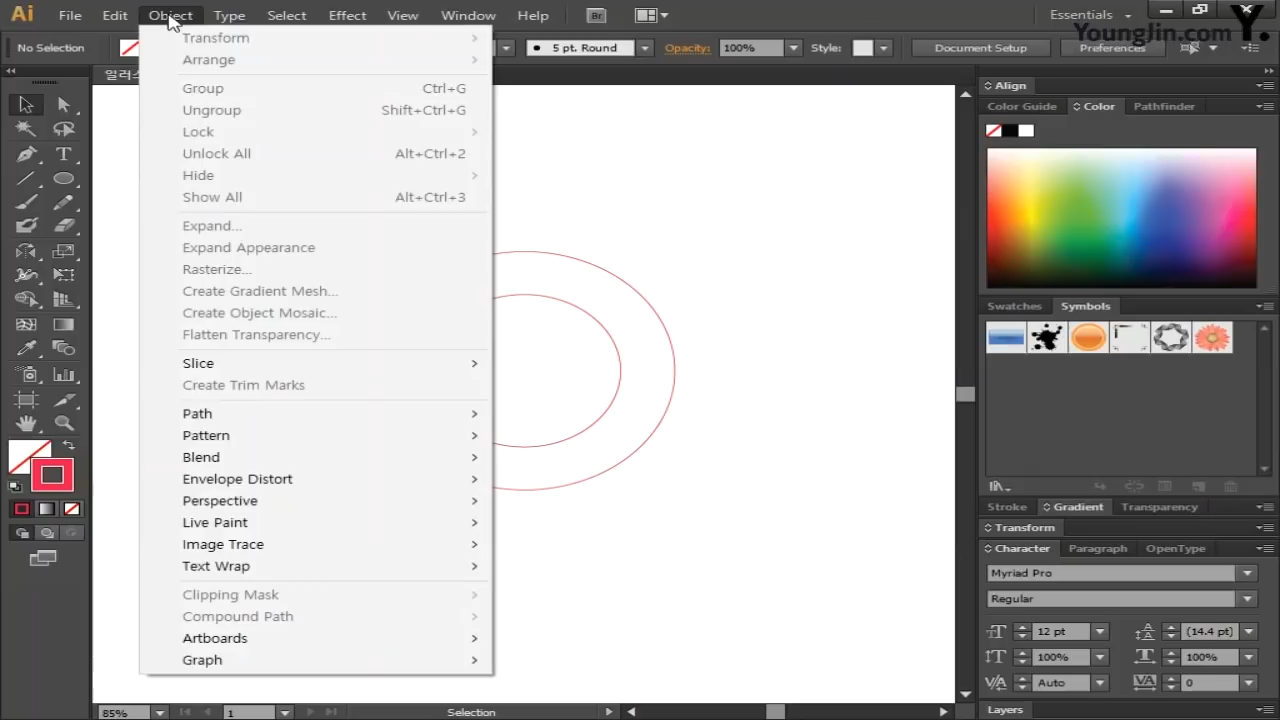 Ai File Edit Object Type Select Effect View Window Help Br Essentials
YoungJin.com Y.
No Selection 5 pt. Round Opacity: 100% Style: Document Setup Preferences
일러스
Transform
Arrange
Group Ctrl+G
Ungroup Shift+Ctrl+G
Lock
Unlock All Alt+Ctrl+2
Hide
Show All Alt+Ctrl+3
Expand...
Expand Appearance
Rasterize...
Create Gradient Mesh...
Create Object Mosaic...
Flatten Transparency...
Slice
Create Trim Marks
Path
Pattern
Blend
Envelope Distort
Perspective
Live Paint
Image Trace
Text Wrap
Clipping Mask
Compound Path
Artboards
Graph
Align
Color Guide Color Pathfinder
Swatches Symbols
Stroke Gradient Transparency
Transform
Character Paragraph OpenType
Myriad Pro
Regular
12 pt (14.4 pt)
100% 100%
Auto 0
Layers
85% 1 Selection